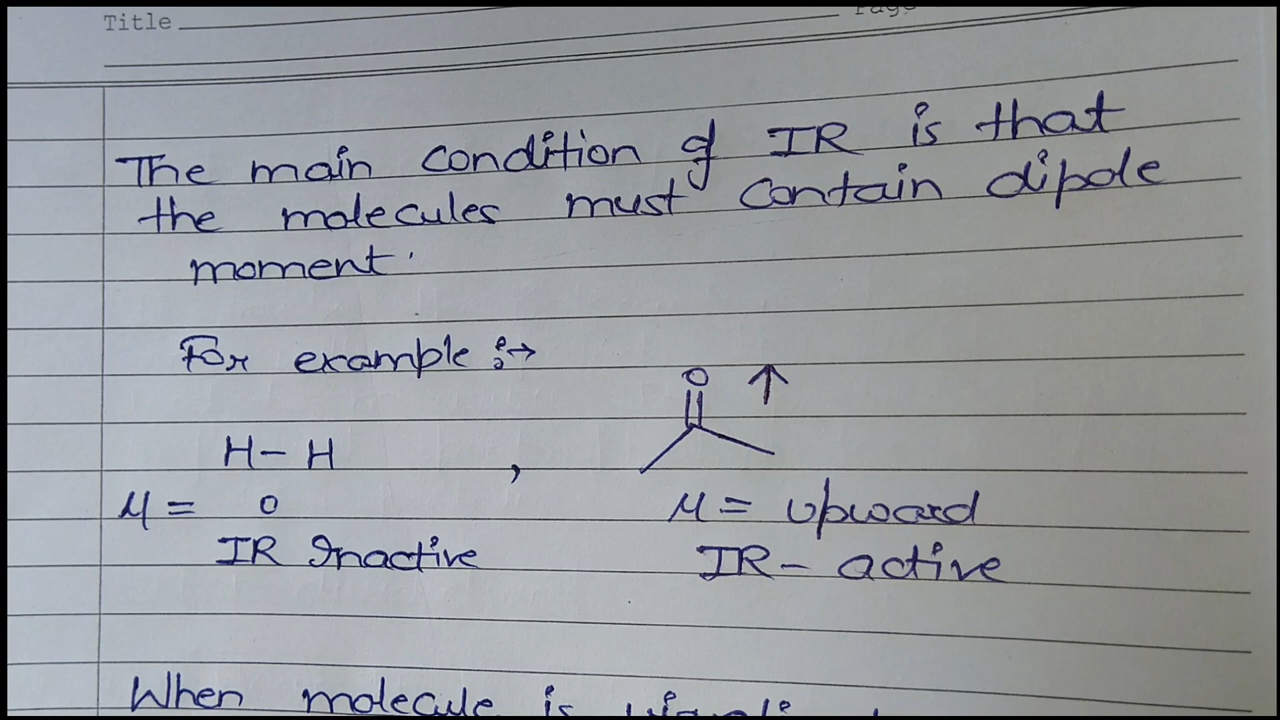 Title
The main condition of IR is that
the molecules must contain dipole
moment.
For example :→
O ↑
H-H ,
μ = 0 μ = upward
IR Inactive IR- active
When molecule is